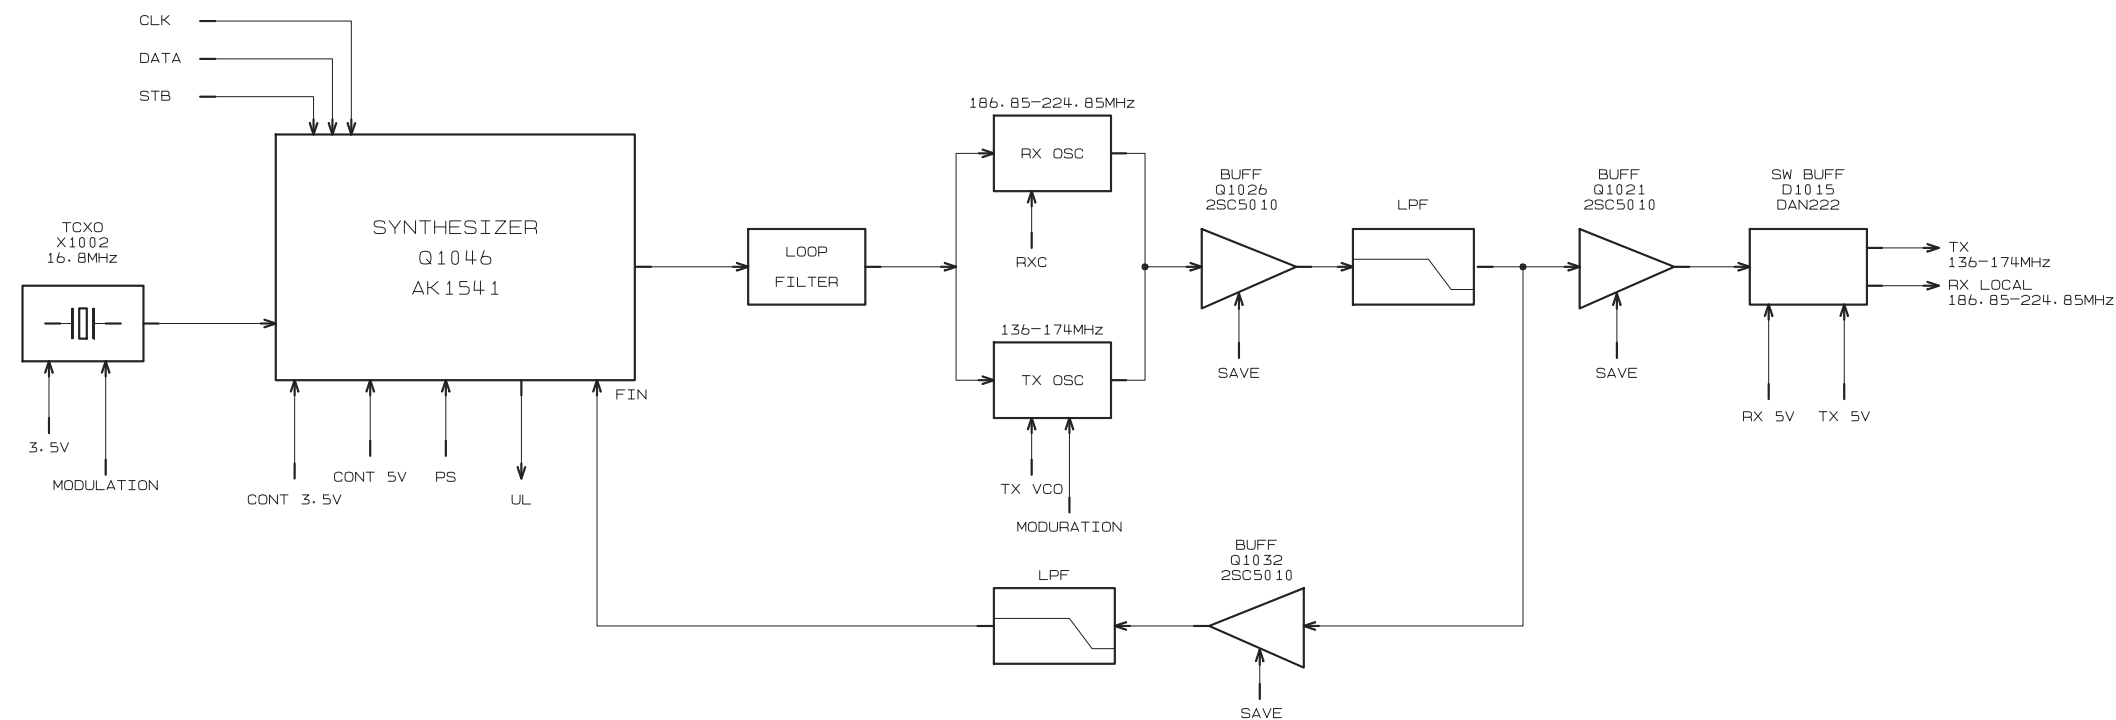 CLK
DATA
STB
TCXO
X1002
16.8MHz
3.5V
MODULATION
SYNTHESIZER
Q1046
AK1541
FIN
CONT 3.5V
CONT 5V
PS
UL
LOOP
FILTER
186.85-224.85MHz
RX OSC
RXC
136-174MHz
TX OSC
TX VCO
MODURATION
BUFF
Q1026
2SC5010
SAVE
LPF
BUFF
Q1021
2SC5010
SAVE
SW BUFF
D1015
DAN222
RX 5V
TX 5V
TX
136-174MHz
RX LOCAL
186.85-224.85MHz
LPF
BUFF
Q1032
2SC5010
SAVE